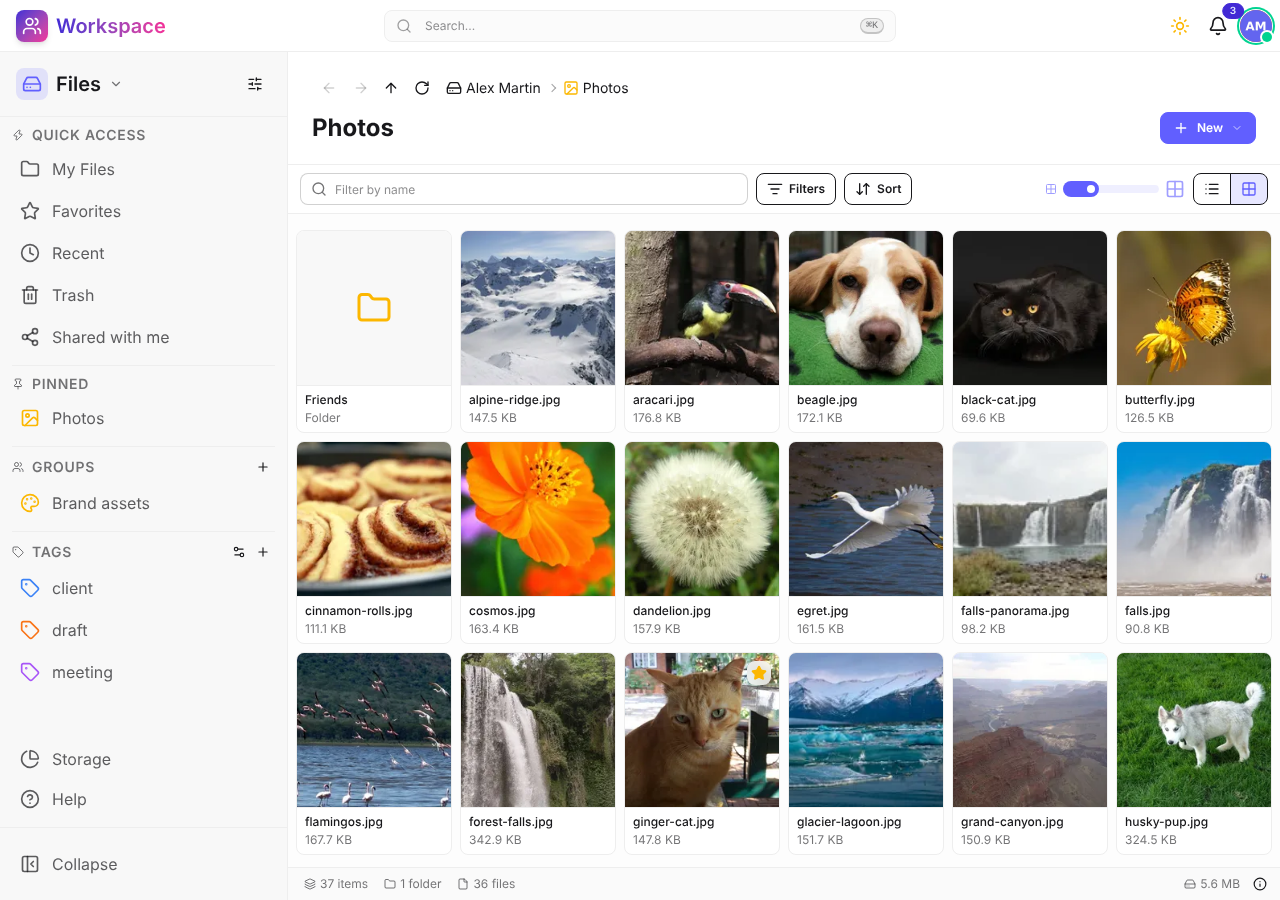 Workspace
Search...
⌘K
3
AM
Files
Alex Martin
Photos
Photos
New
QUICK ACCESS
My Files
Favorites
Recent
Trash
Shared with me
PINNED
Photos
GROUPS
Brand assets
TAGS
client
draft
meeting
Storage
Help
Collapse
Filter by name
Filters
Sort
Friends
Folder
alpine-ridge.jpg
147.5 KB
aracari.jpg
176.8 KB
beagle.jpg
172.1 KB
black-cat.jpg
69.6 KB
butterfly.jpg
126.5 KB
cinnamon-rolls.jpg
111.1 KB
cosmos.jpg
163.4 KB
dandelion.jpg
157.9 KB
egret.jpg
161.5 KB
falls-panorama.jpg
98.2 KB
falls.jpg
90.8 KB
flamingos.jpg
167.7 KB
forest-falls.jpg
342.9 KB
ginger-cat.jpg
147.8 KB
glacier-lagoon.jpg
151.7 KB
grand-canyon.jpg
150.9 KB
husky-pup.jpg
324.5 KB
37 items
1 folder
36 files
5.6 MB